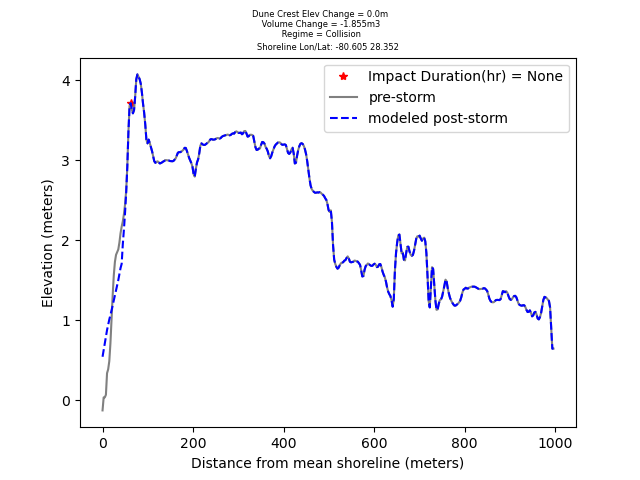 Dune Crest Elev Change = 0.0m
Volume Change = -1.855m3
Regime = Collision
Shoreline Lon/Lat: -80.605 28.352
Impact Duration(hr) = None
pre-storm
modeled post-storm
Elevation (meters)
4
3
2
1
0
0 200 400 600 800 1000
Distance from mean shoreline (meters)